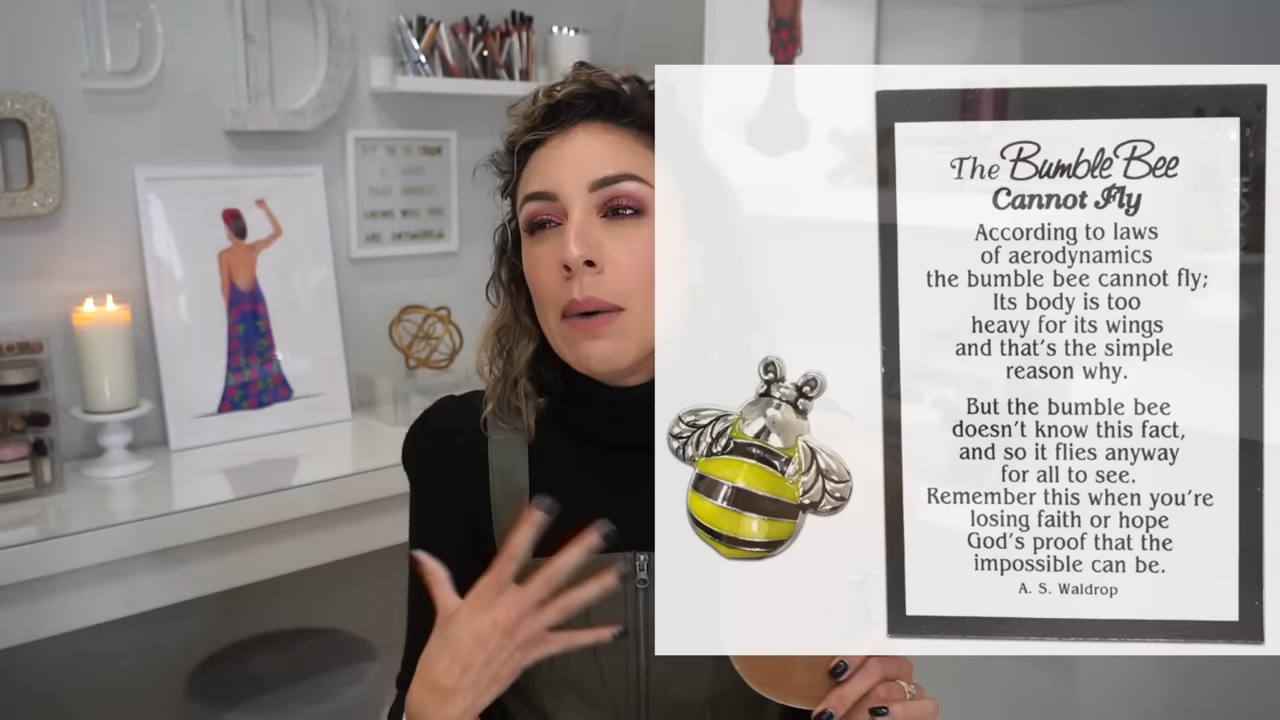 D
The Bumble Bee
Cannot Fly
According to laws
of aerodynamics
the bumble bee cannot fly;
Its body is too
heavy for its wings
and that's the simple
reason why.
But the bumble bee
doesn't know this fact,
and so it flies anyway
for all to see.
Remember this when you're
losing faith or hope
God's proof that the
impossible can be.
A. S. Waldrop